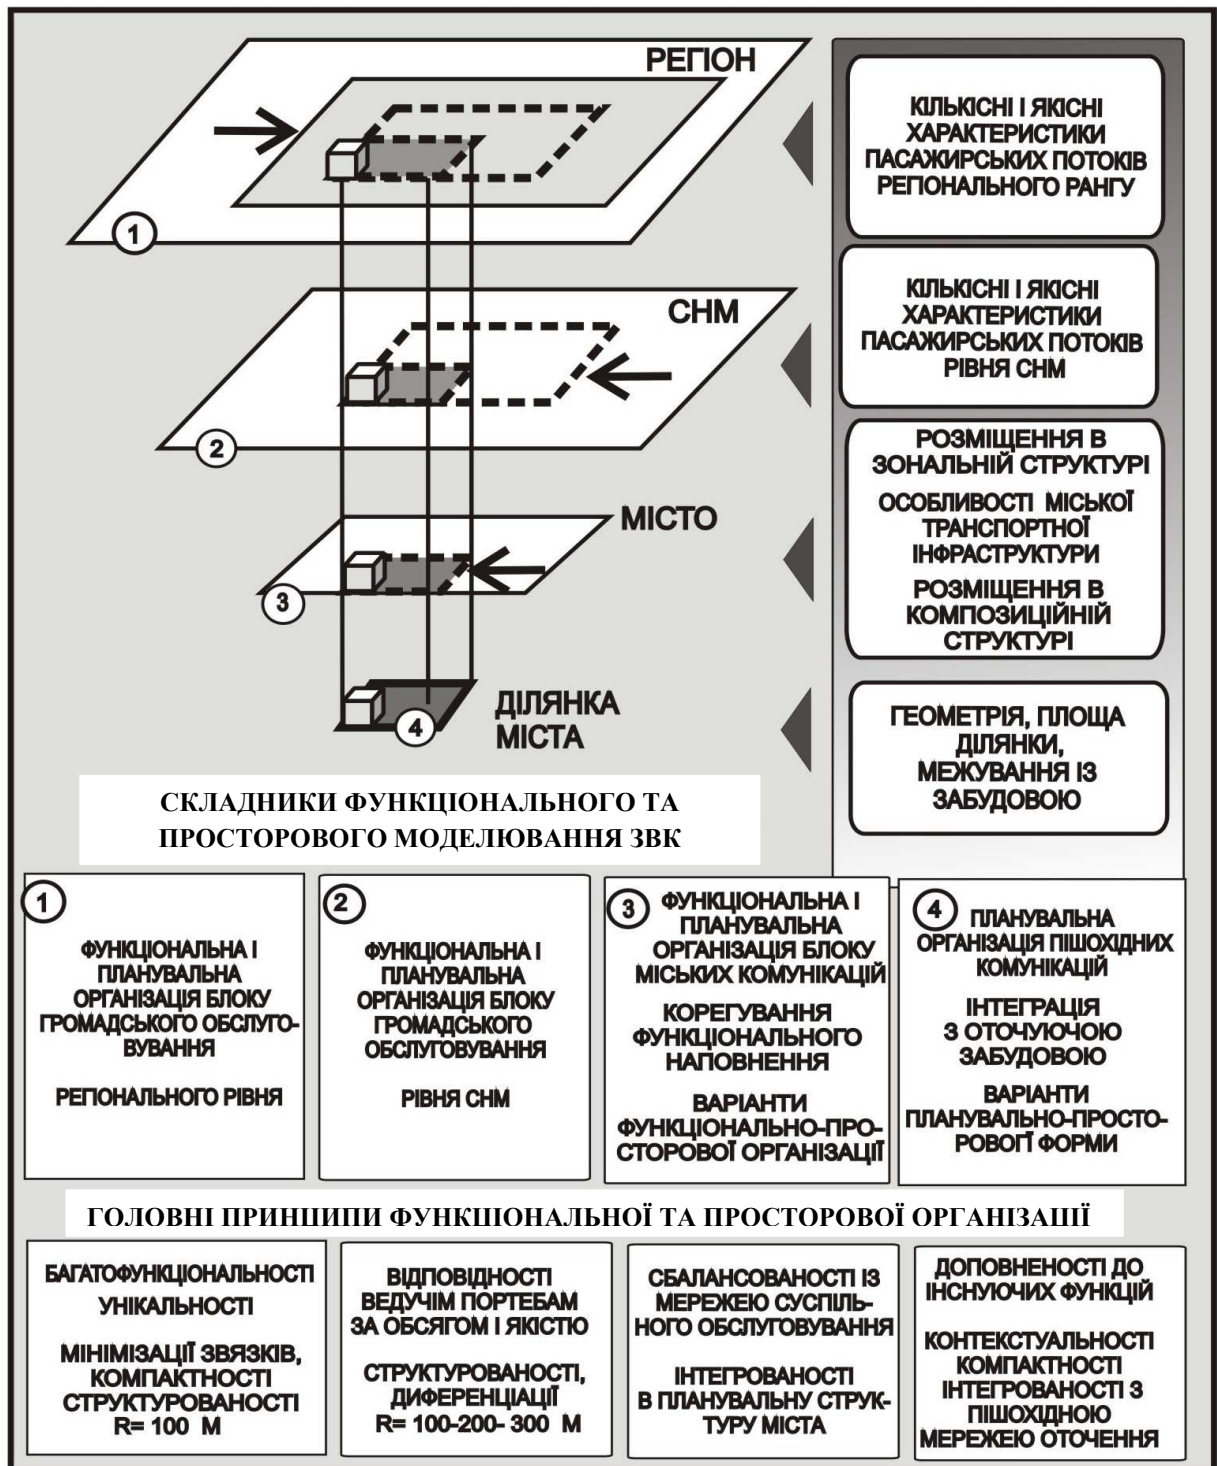 РЕГІОН
1
КІЛЬКІСНІ І ЯКІСНІ
ХАРАКТЕРИСТИКИ
ПАСАЖИРСЬКИХ ПОТОКІВ
РЕГІОНАЛЬНОГО РАНГУ
СНМ
2
КІЛЬКІСНІ І ЯКІСНІ
ХАРАКТЕРИСТИКИ
ПАСАЖИРСЬКИХ ПОТОКІВ
РІВНЯ СНМ
МІСТО
3
РОЗМІЩЕННЯ В
ЗОНАЛЬНІЙ СТРУКТУРІ
ОСОБЛИВОСТІ МІСЬКОЇ
ТРАНСПОРТНОЇ
ІНФРАСТРУКТУРИ
РОЗМІЩЕННЯ В
КОМПОЗИЦІЙНІЙ
СТРУКТУРІ
4
ДІЛЯНКА
МІСТА
ГЕОМЕТРІЯ, ПЛОЩА
ДІЛЯНКИ,
МЕЖУВАННЯ ІЗ
ЗАБУДОВОЮ
СКЛАДНИКИ ФУНКЦІОНАЛЬНОГО ТА
ПРОСТОРОВОГО МОДЕЛЮВАННЯ ЗВК
1
ФУНКЦІОНАЛЬНА І
ПЛАНУВАЛЬНА
ОРГАНІЗАЦІЯ БЛОКУ
ГРОМАДСЬКОГО ОБСЛУГО-
ВУВАННЯ
РЕГІОНАЛЬНОГО РІВНЯ
2
ФУНКЦІОНАЛЬНА І
ПЛАНУВАЛЬНА
ОРГАНІЗАЦІЯ БЛОКУ
ГРОМАДСЬКОГО
ОБСЛУГОВУВАННЯ
РІВНЯ СНМ
3
ФУНКЦІОНАЛЬНА І
ПЛАНУВАЛЬНА
ОРГАНІЗАЦІЯ БЛОКУ
МІСЬКИХ КОМУНІКАЦІЙ
КОРЕГУВАННЯ
ФУНКЦІОНАЛЬНОГО
НАПОВНЕННЯ
ВАРІАНТИ
ФУНКЦІОНАЛЬНО-ПРО-
СТОРОВОЇ ОРГАНІЗАЦІЇ
4
ПЛАНУВАЛЬНА
ОРГАНІЗАЦІЯ ПІШОХІДНИХ
КОМУНІКАЦІЙ
ІНТЕГРАЦІЯ
З ОТОЧУЮЧОЮ
ЗАБУДОВОЮ
ВАРІАНТИ
ПЛАНУВАЛЬНО-ПРОСТО-
РОВОГЇ ФОРМИ
ГОЛОВНІ ПРИНЦИПИ ФУНКЦІОНАЛЬНОЇ ТА ПРОСТОРОВОЇ ОРГАНІЗАЦІЇ
БАГАТОФУНКЦІОНАЛЬНОСТІ
УНІКАЛЬНОСТІ
МІНІМІЗАЦІЇ ЗВЯЗКІВ,
КОМПАКТНОСТІ
СТРУКТУРОВАНОСТІ
R= 100 М
ВІДПОВІДНОСТІ
ВЕДУЧІМ ПОРТЕБАМ
ЗА ОБСЯГОМ І ЯКІСТЮ
СТРУКТУРОВАНОСТІ,
ДИФЕРЕНЦІАЦІЇ
R= 100-200- 300 М
СБАЛАНСОВАНОСТІ ІЗ
МЕРЕЖЕЮ СУСПІЛЬ-
НОГО ОБСЛУГОВУВАННЯ
ІНТЕГРОВАНОСТІ
В ПЛАНУВАЛЬНУ СТРУК-
ТУРУ МІСТА
ДОПОВНЕНОСТІ ДО
ІНСНУЮЧИХ ФУНКЦІЙ
КОНТЕКСТУАЛЬНОСТІ
КОМПАКТНОСТІ
ІНТЕГРОВАНОСТІ З
ПІШОХІДНОЮ
МЕРЕЖЕЮ ОТОЧЕННЯ